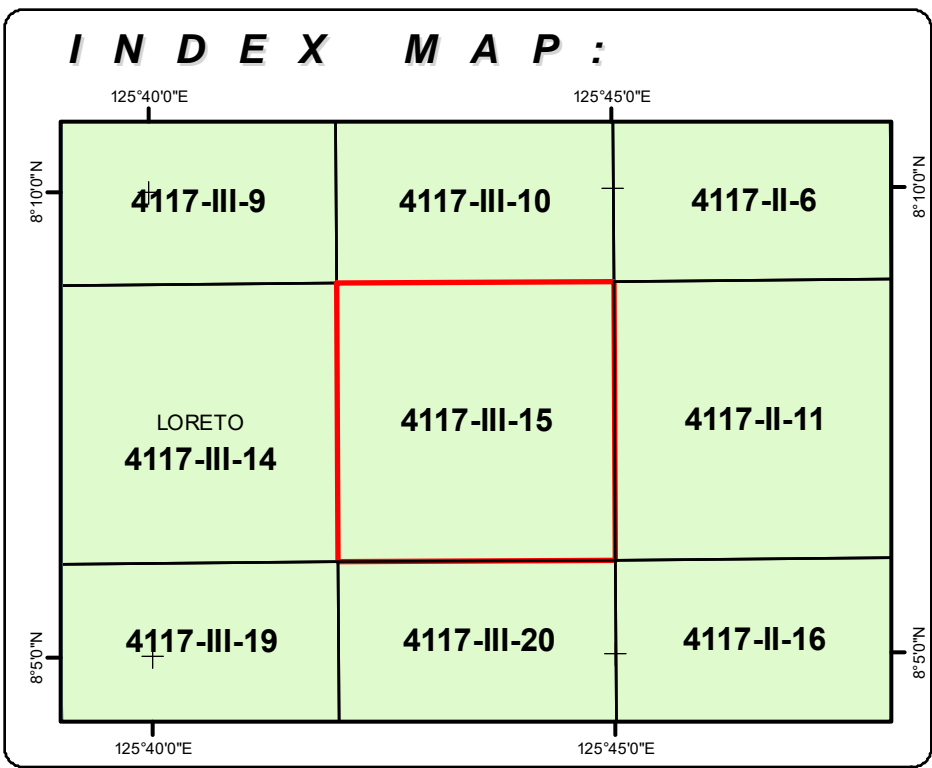 INDEX MAP:
125°40'0"E 125°45'0"E
8°10'0"N 8°10'0"N
4117-III-9 4117-III-10 4117-II-6
LORETO
4117-III-14 4117-III-15 4117-II-11
4117-III-19 4117-III-20 4117-II-16
8°5'0"N 8°5'0"N
125°40'0"E 125°45'0"E